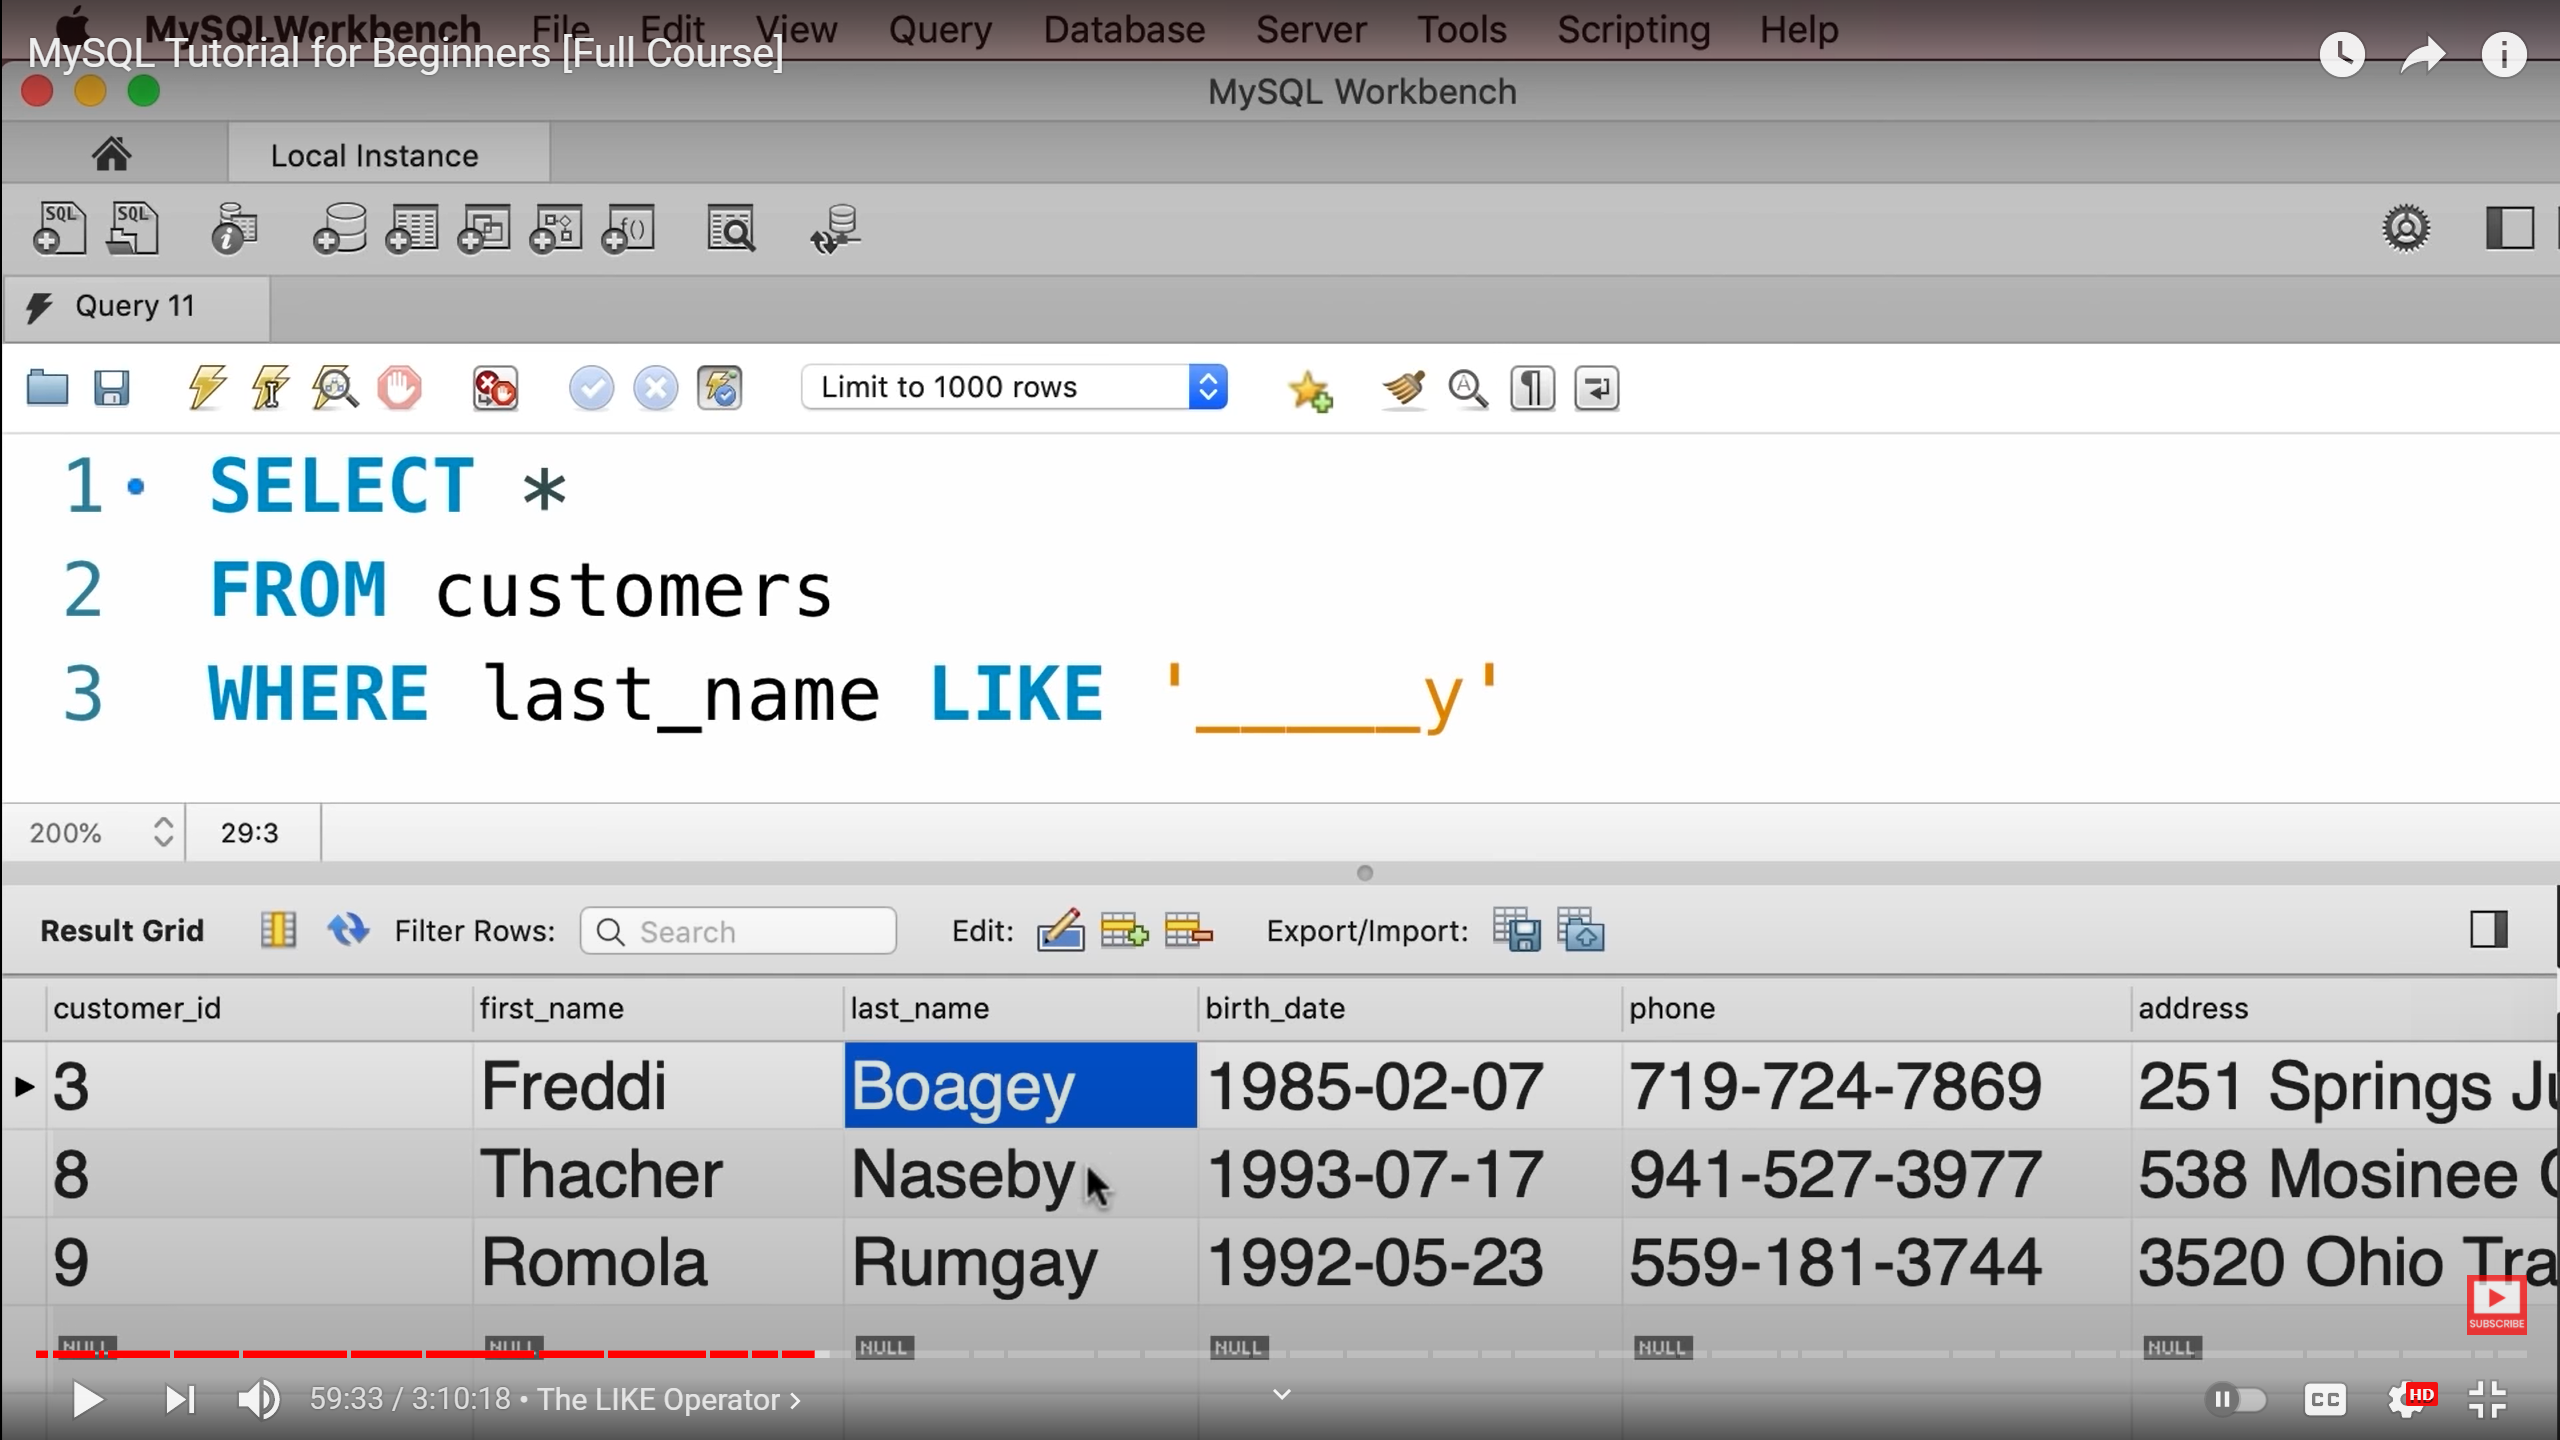 MySQLWorkbench File Edit View Query Database Server Tools Scripting Help
MySQL Tutorial for Beginners [Full Course]
MySQL Workbench
Local Instance
SQL SQL f()
Query 11
Limit to 1000 rows
1 SELECT *
2 FROM customers
3 WHERE last_name LIKE '_____y'
200% 29:3
Result Grid Filter Rows: Search Edit: Export/Import:
customer_id first_name last_name birth_date phone address
3 Freddi Boagey 1985-02-07 719-724-7869 251 Springs Ju
8 Thacher Naseby 1993-07-17 941-527-3977 538 Mosinee
9 Romola Rumgay 1992-05-23 559-181-3744 3520 Ohio Tra
SUBSCRIBE
NULL NULL NULL NULL NULL NULL
59:33 / 3:10:18 • The LIKE Operator CC HD